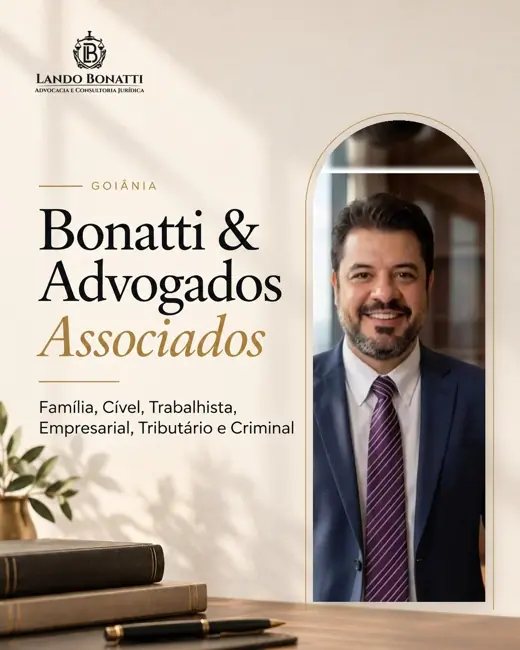 LANDO BONATTI
ADVOCACIA E CONSULTORIA JURÍDICA
GOIÂNIA
Bonatti &
Advogados
Associados
Família, Cível, Trabalhista,
Empresarial, Tributário e Criminal